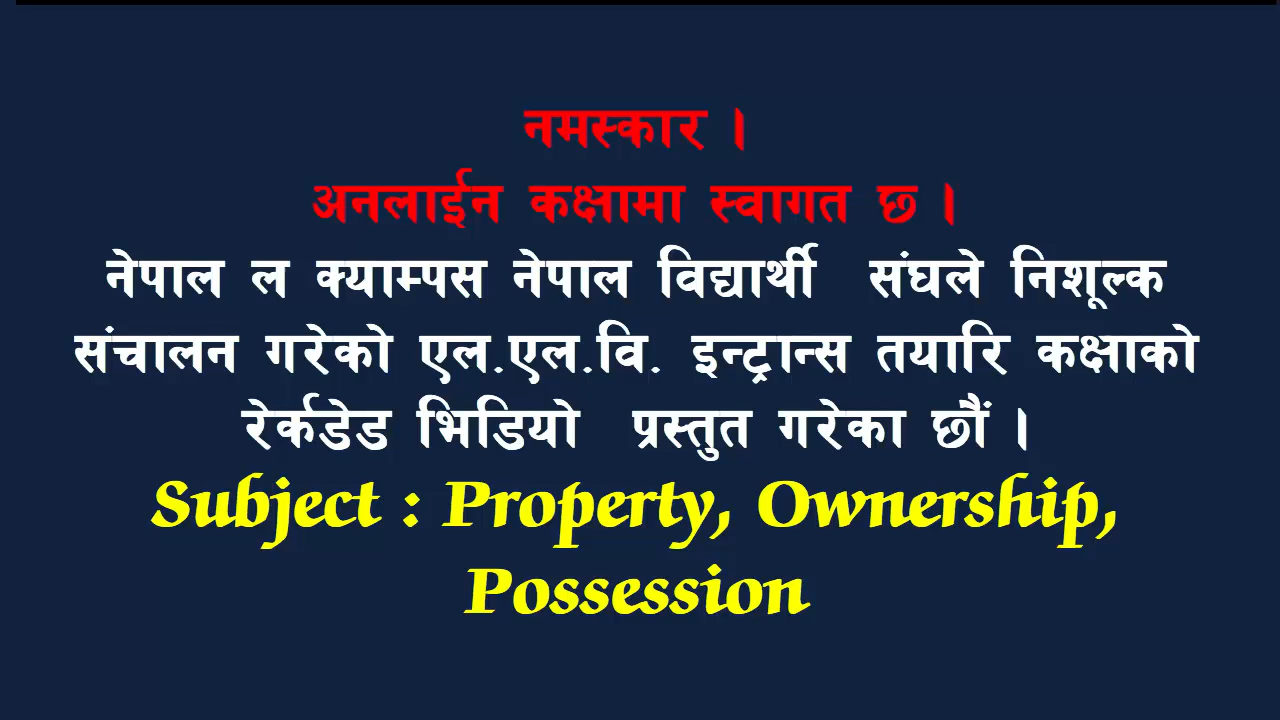 नमस्कार ।
अनलाईन कक्षामा स्वागत छ ।
नेपाल ल क्याम्पस नेपाल विद्यार्थी संघले निशूल्क
संचालन गरेको एल.एल.वि. इन्ट्रान्स तयारि कक्षाको
रेर्कडेड भिडियो प्रस्तुत गरेका छौं ।
Subject : Property, Ownership,
Possession